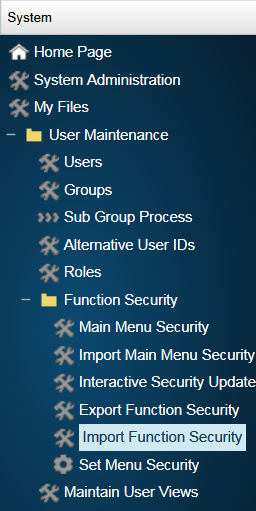 System
Home Page
System Administration
My Files
User Maintenance
Users
Groups
Sub Group Process
Alternative User IDs
Roles
Function Security
Main Menu Security
Import Main Menu Security
Interactive Security Update
Export Function Security
Import Function Security
Set Menu Security
Maintain User Views